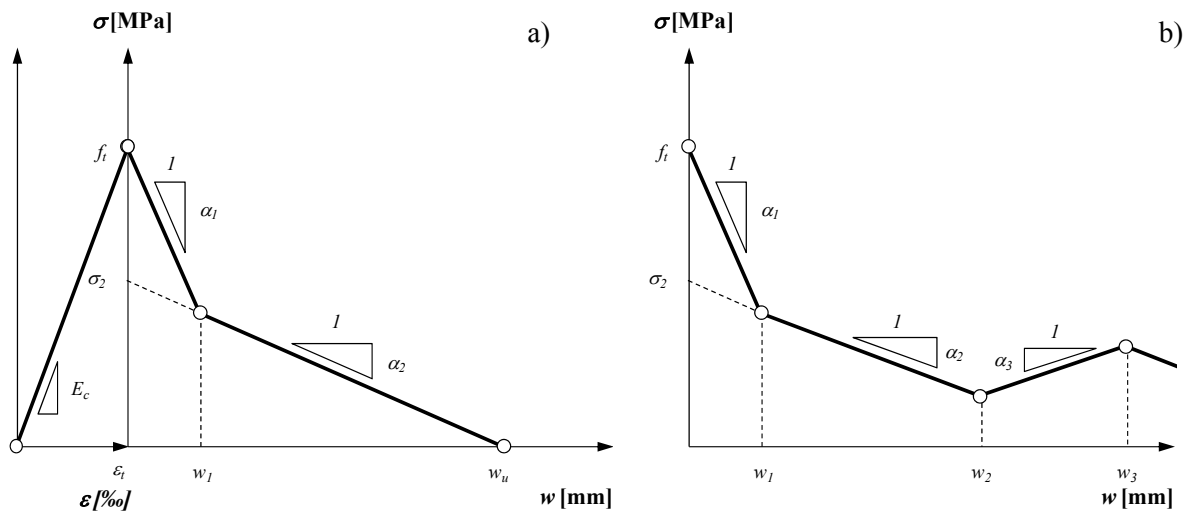 σ [MPa]
a)
f_t
1
α_1
σ_2
1
α_2
E_c
ε_t
w_1
w_u
ε [‰]
w [mm]
σ [MPa]
b)
f_t
1
α_1
σ_2
1
α_2
1
α_3
w_1
w_2
w_3
w [mm]